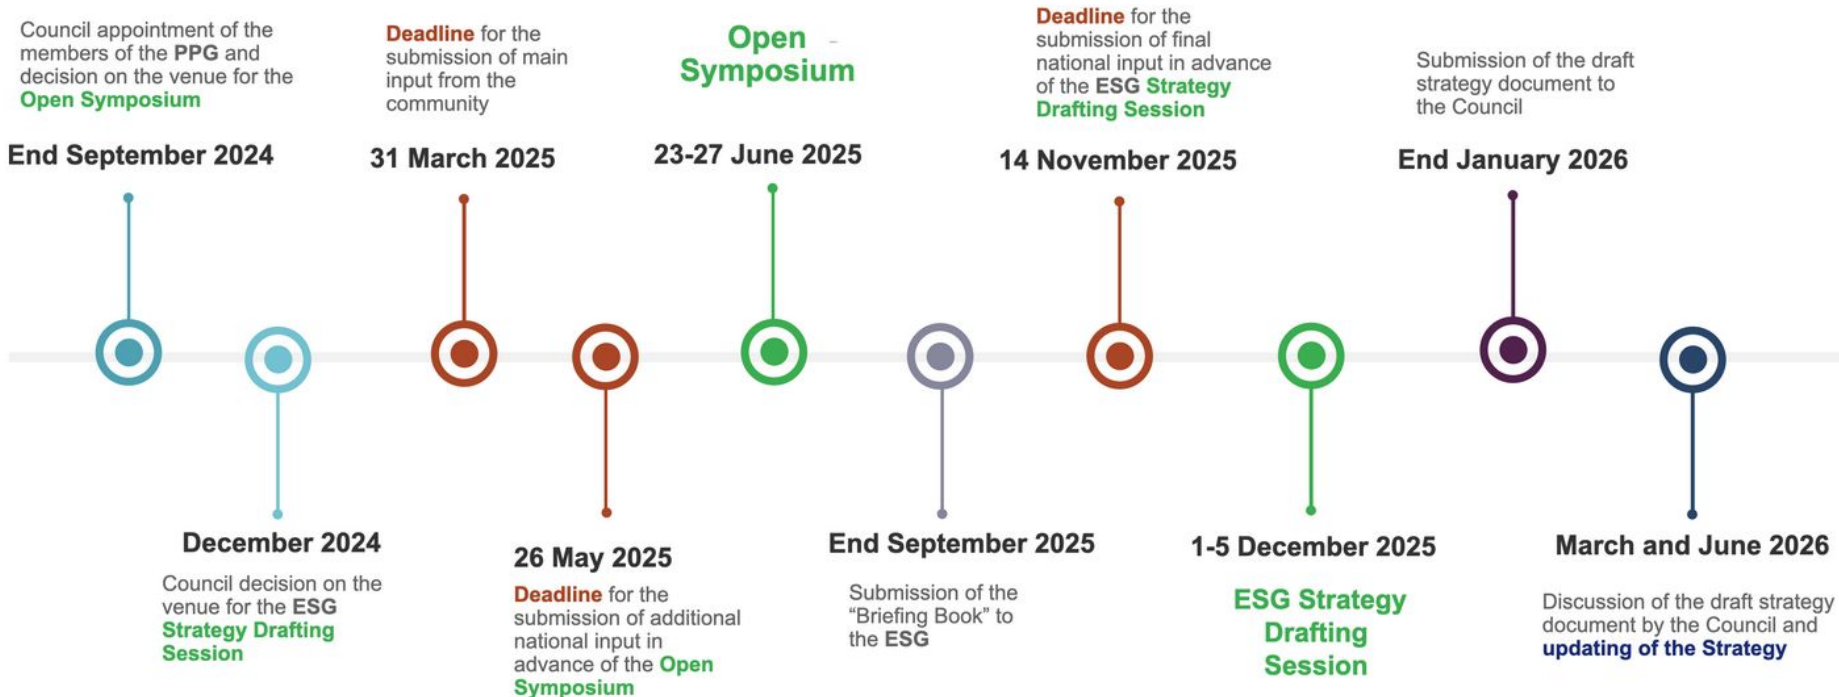 Council appointment of the
members of the PPG and
decision on the venue for the
Open Symposium
End September 2024
Deadline for the
submission of main
input from the
community
31 March 2025
Open
Symposium
23-27 June 2025
Deadline for the
submission of final
national input in advance
of the ESG Strategy
Drafting Session
14 November 2025
Submission of the draft
strategy document to
the Council
End January 2026
December 2024
Council decision on the
venue for the ESG
Strategy Drafting
Session
26 May 2025
Deadline for the
submission of additional
national input in
advance of the Open
Symposium
End September 2025
Submission of the
“Briefing Book” to
the ESG
1-5 December 2025
ESG Strategy
Drafting
Session
March and June 2026
Discussion of the draft strategy
document by the Council and
updating of the Strategy